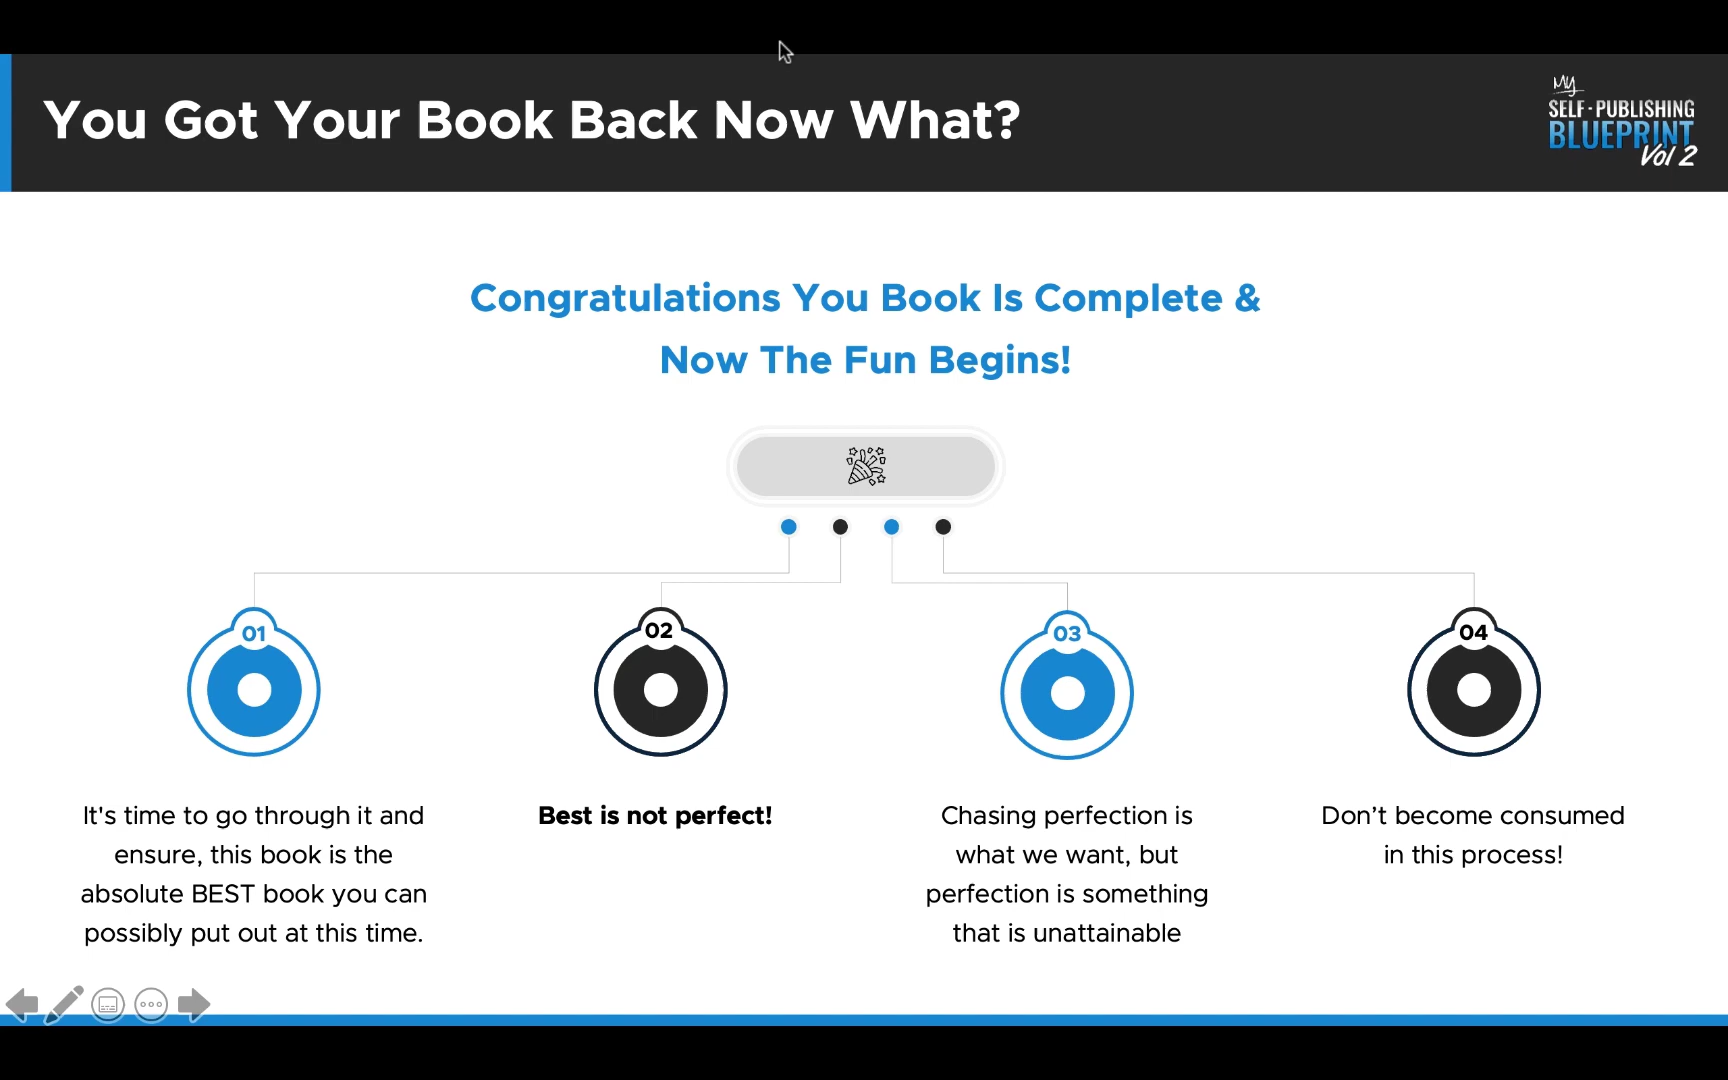 You Got Your Book Back Now What?
My
SELF-PUBLISHING
BLUEPRINT
Vol 2
Congratulations You Book Is Complete &
Now The Fun Begins!
01
02
03
04
It's time to go through it and
ensure, this book is the
absolute BEST book you can
possibly put out at this time.
Best is not perfect!
Chasing perfection is
what we want, but
perfection is something
that is unattainable
Don’t become consumed
in this process!